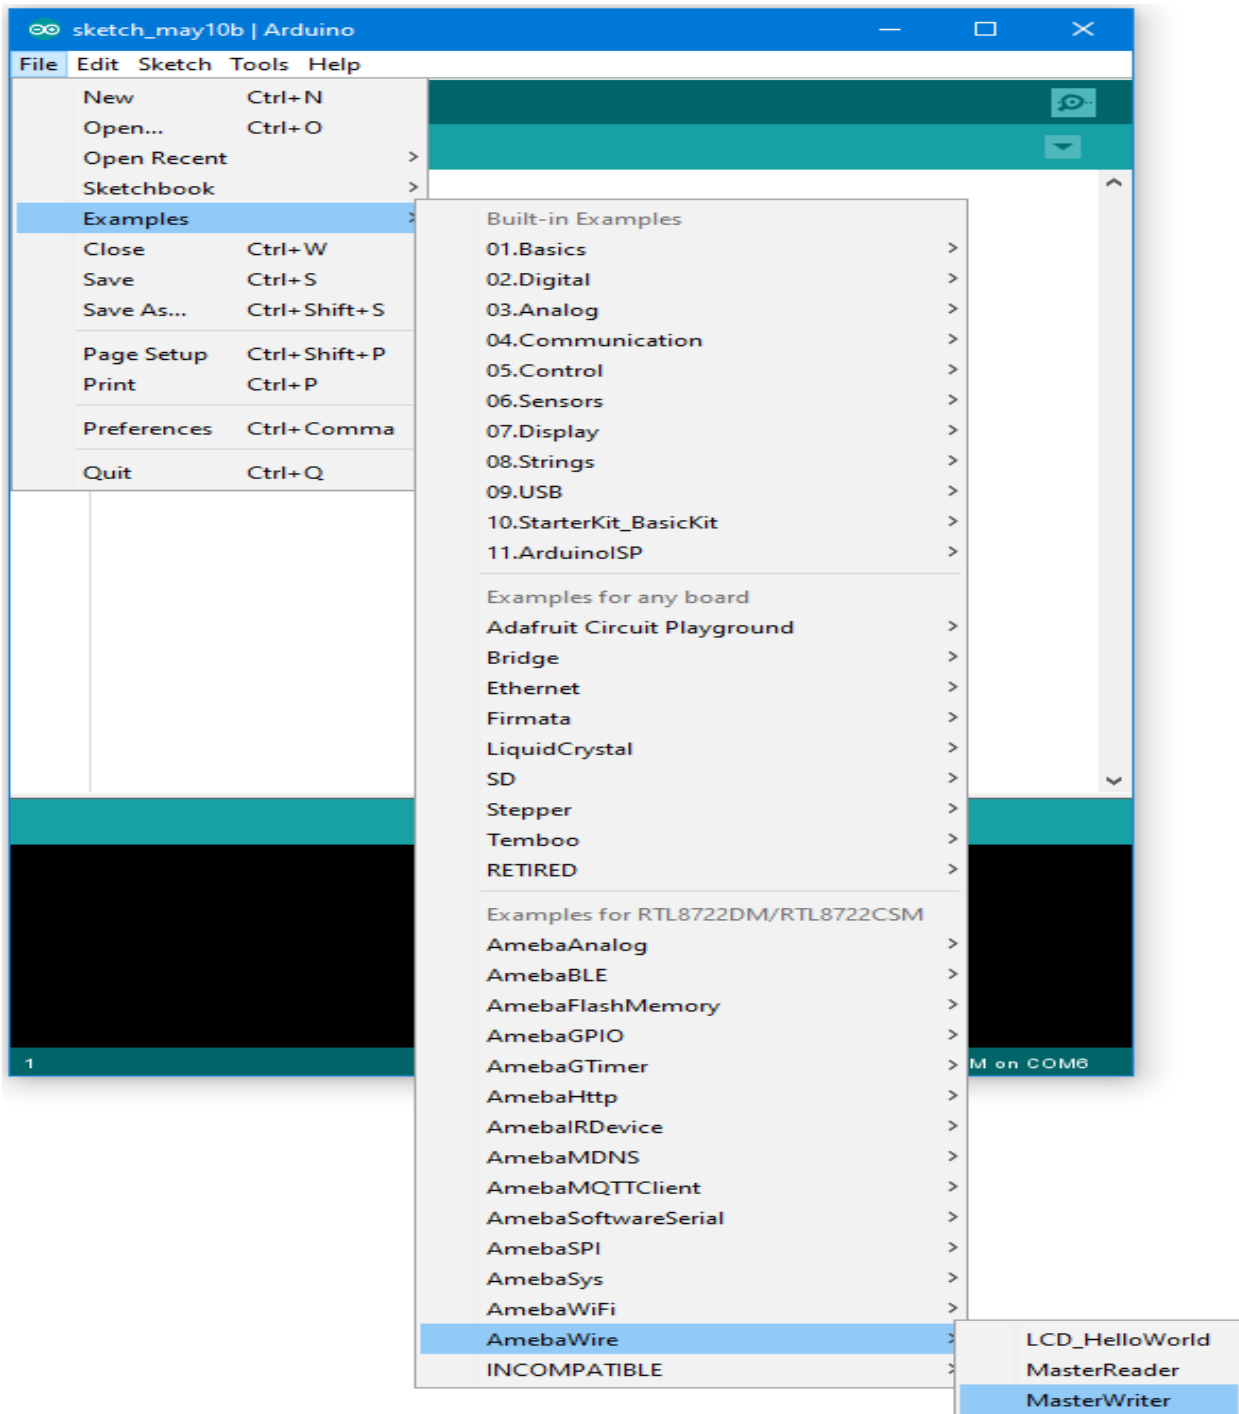 sketch_may10b | Arduino
File Edit Sketch Tools Help
New Ctrl+N
Open... Ctrl+O
Open Recent
Sketchbook
Examples
Close Ctrl+W
Save Ctrl+S
Save As... Ctrl+Shift+S
Page Setup Ctrl+Shift+P
Print Ctrl+P
Preferences Ctrl+Comma
Quit Ctrl+Q
Built-in Examples
01.Basics
02.Digital
03.Analog
04.Communication
05.Control
06.Sensors
07.Display
08.Strings
09.USB
10.StarterKit_BasicKit
11.ArduinoISP
Examples for any board
Adafruit Circuit Playground
Bridge
Ethernet
Firmata
LiquidCrystal
SD
Stepper
Temboo
RETIRED
Examples for RTL8722DM/RTL8722CSM
AmebaAnalog
AmebaBLE
AmebaFlashMemory
AmebaGPIO
AmebaGTimer
AmebaHttp
AmebaIRDevice
AmebaMDNS
AmebaMQTTClient
AmebaSoftwareSerial
AmebaSPI
AmebaSys
AmebaWiFi
AmebaWire
INCOMPATIBLE
LCD_HelloWorld
MasterReader
MasterWriter
1
M on COM6